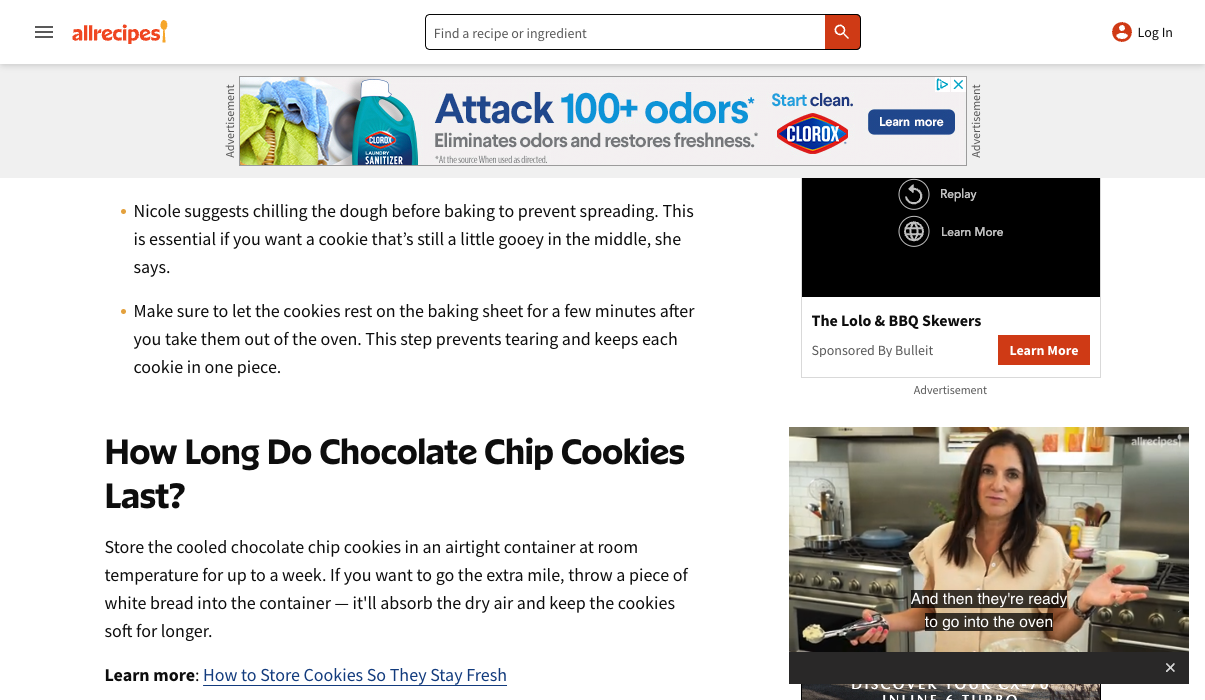 allrecipes
Find a recipe or ingredient
Log In
Advertisement
CLOROX
LAUNDRY
SANITIZER
Attack 100+ odors*
Eliminates odors and restores freshness.*
*At the source When used as directed.
Start clean.
CLOROX
Learn more
Advertisement
• Nicole suggests chilling the dough before baking to prevent spreading. This
is essential if you want a cookie that’s still a little gooey in the middle, she
says.
• Make sure to let the cookies rest on the baking sheet for a few minutes after
you take them out of the oven. This step prevents tearing and keeps each
cookie in one piece.
How Long Do Chocolate Chip Cookies
Last?
Store the cooled chocolate chip cookies in an airtight container at room
temperature for up to a week. If you want to go the extra mile, throw a piece of
white bread into the container — it'll absorb the dry air and keep the cookies
soft for longer.
Learn more: How to Store Cookies So They Stay Fresh
Replay
Learn More
The Lolo & BBQ Skewers
Sponsored By Bulleit
Learn More
Advertisement
allrecipes
And then they're ready
to go into the oven
DISCOVER YOUR CX-70
INLINE 6 TURBO